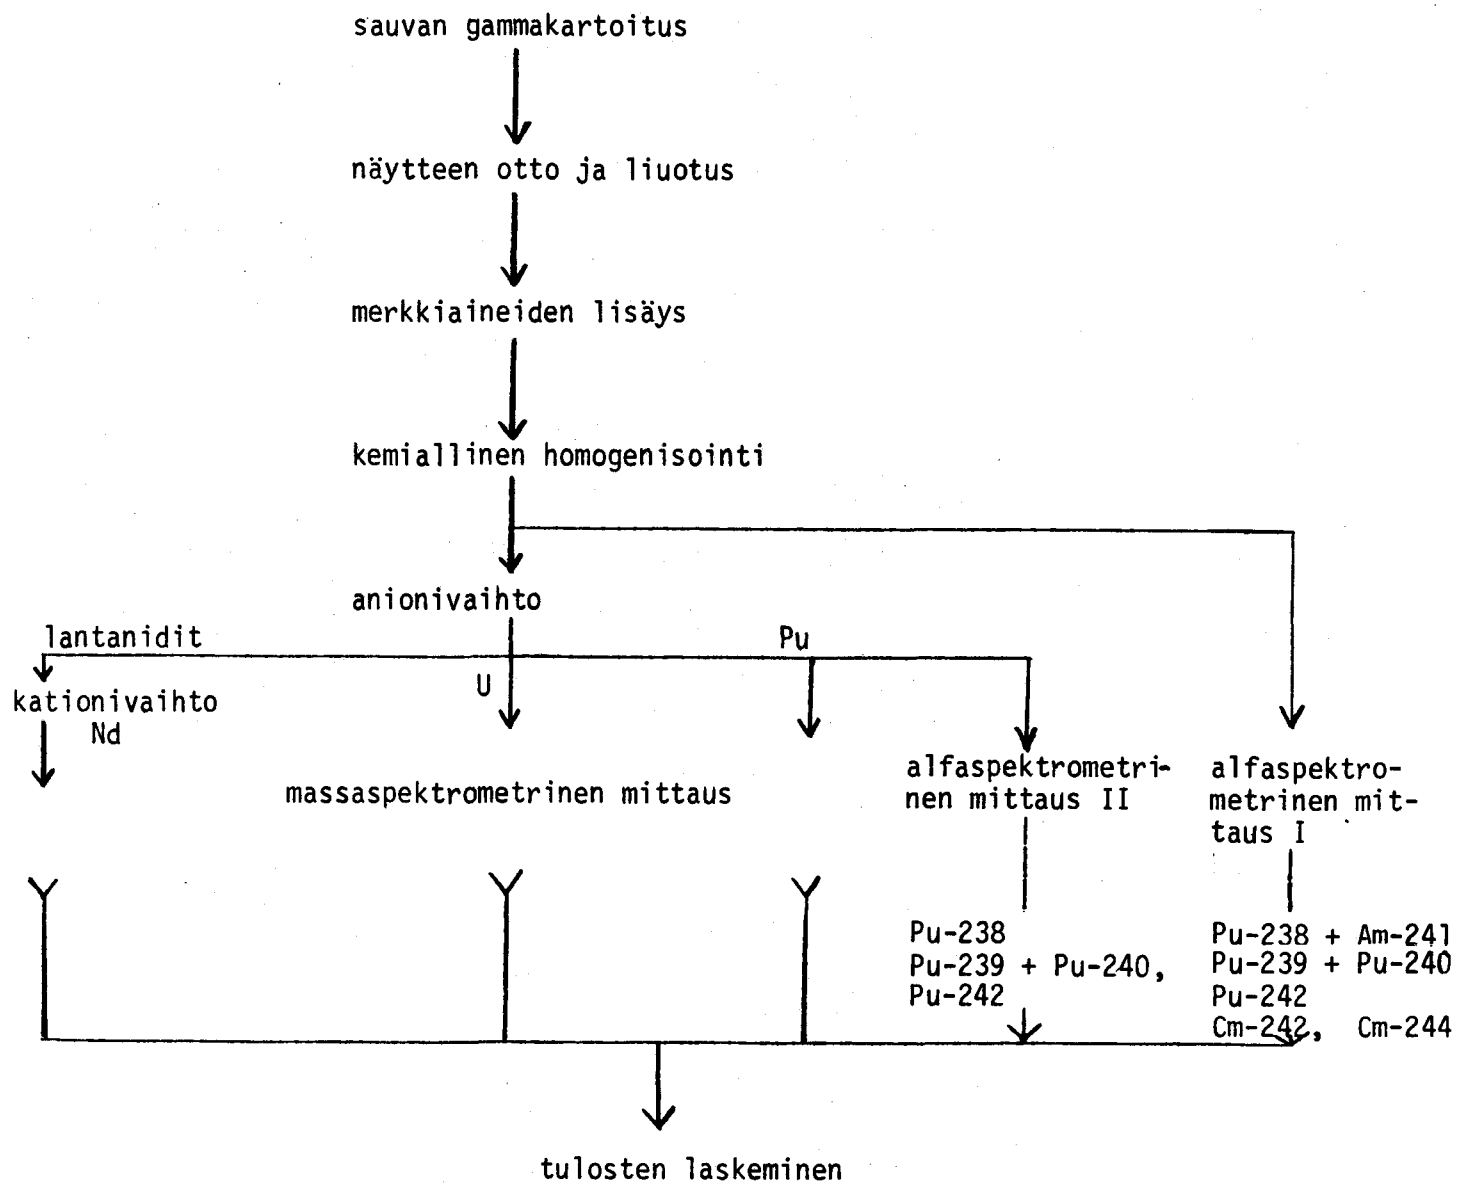 sauvan gammakartoitus
näytteen otto ja liuotus
merkkiaineiden lisäys
kemiallinen homogenisointi
anionivaihto
lantanidit
Pu
U
kationivaihto
Nd
massaspektrometrinen mittaus
alfaspektrometri-
nen mittaus II
alfaspektro-
metrinen mit-
taus I
Pu-238
Pu-239 + Pu-240,
Pu-242
Pu-238 + Am-241
Pu-239 + Pu-240
Pu-242
Cm-242, Cm-244
tulosten laskeminen